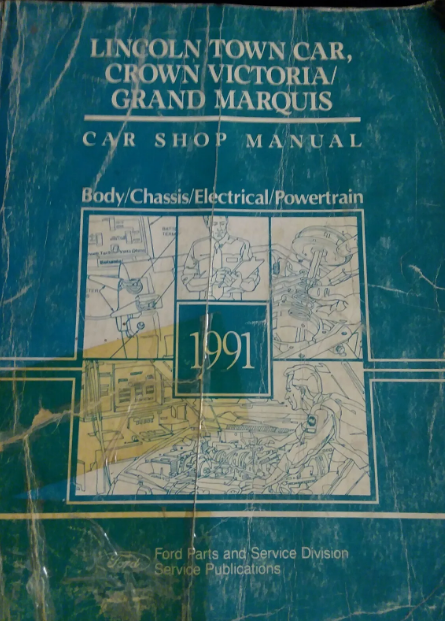 LINCOLN TOWN CAR,
CROWN VICTORIA/
GRAND MARQUIS
CAR SHOP MANUAL
Body/Chassis/Electrical/Powertrain
1991
Ford
Ford Parts and Service Division
Service Publications